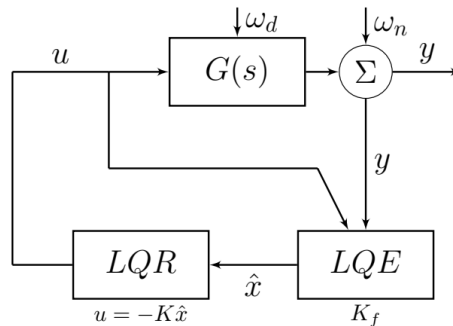 ω_d
ω_n
u
G(s)
Σ
y
y
LQR
x̂
LQE
u = −Kx̂
K_f